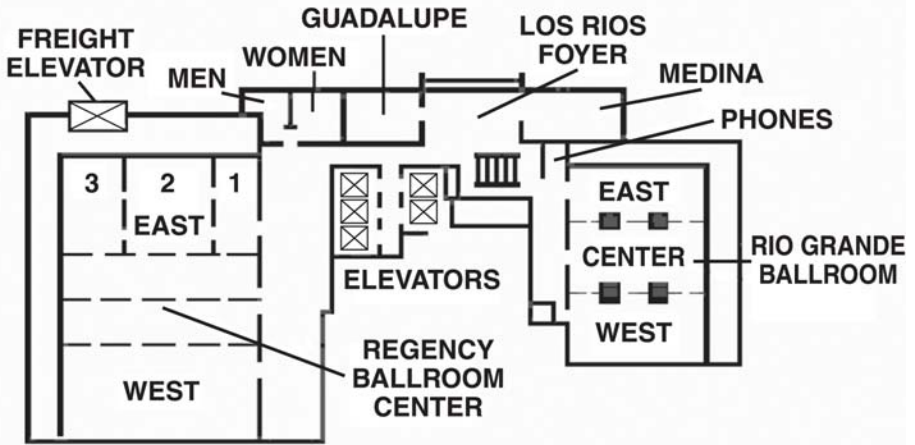 GUADALUPE
LOS RIOS
FOYER
FREIGHT
ELEVATOR
WOMEN
MEN
MEDINA
PHONES
3 2 1
EAST
EAST
CENTER
WEST
RIO GRANDE
BALLROOM
ELEVATORS
REGENCY
BALLROOM
CENTER
WEST